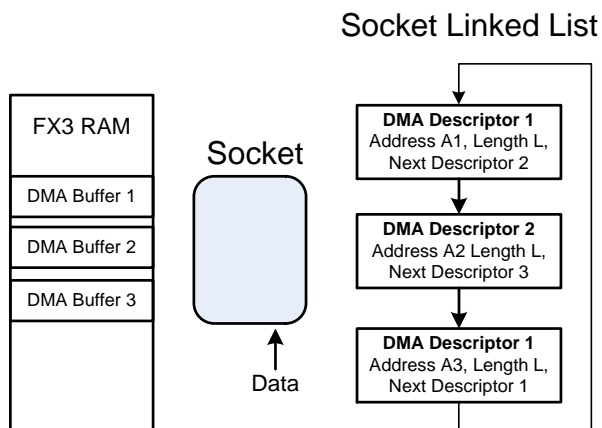 Socket Linked List
FX3 RAM
DMA Buffer 1
DMA Buffer 2
DMA Buffer 3
Socket
Data
DMA Descriptor 1
Address A1, Length L,
Next Descriptor 2
DMA Descriptor 2
Address A2 Length L,
Next Descriptor 3
DMA Descriptor 1
Address A3, Length L,
Next Descriptor 1